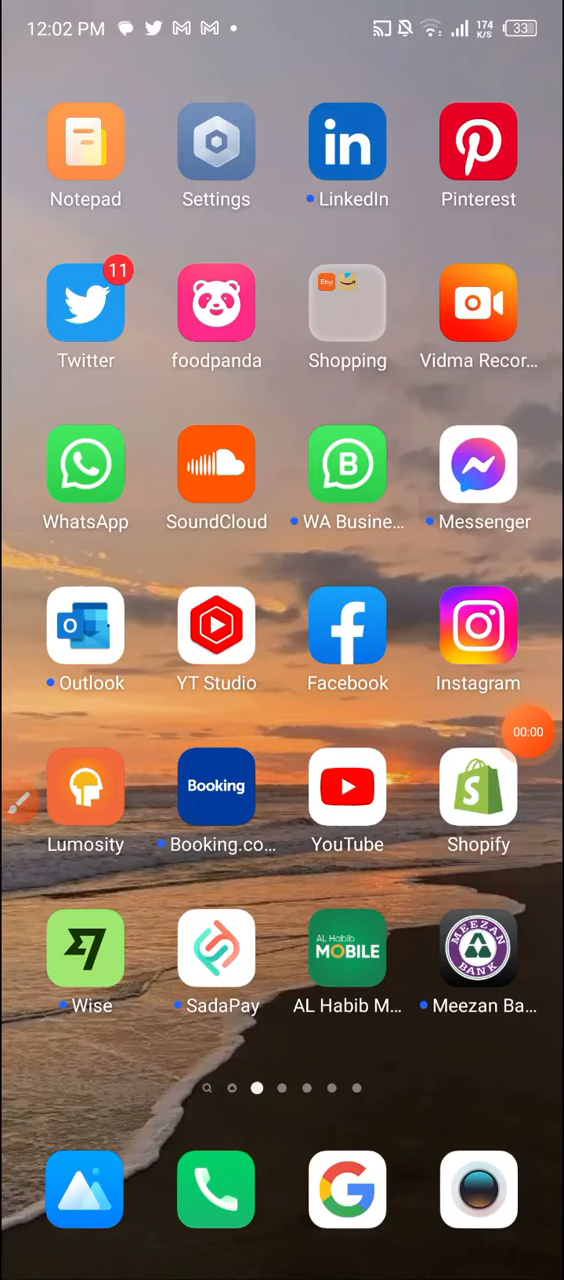 12:02 PM 174 K/S 33
Notepad Settings LinkedIn Pinterest
11
Etsy
Twitter foodpanda Shopping Vidma Recor...
B
WhatsApp SoundCloud WA Busine... Messenger
O
Outlook YT Studio Facebook Instagram
00:00
Booking
Lumosity Booking.co... YouTube Shopify
AL Habib
MOBILE
MEEZAN BANK
Wise SadaPay AL Habib M... Meezan Ba...